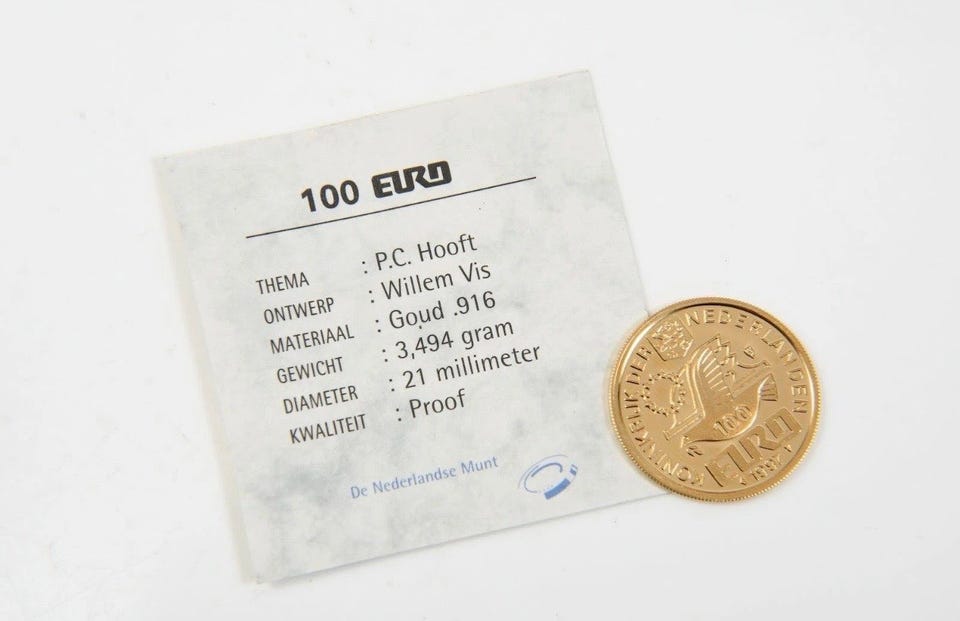 100 EURO
THEMA : P.C. Hooft
ONTWERP : Willem Vis
MATERIAAL : Goud .916
GEWICHT : 3,494 gram
DIAMETER : 21 millimeter
KWALITEIT : Proof
De Nederlandse Munt
KONINKRIJK DER NEDERLANDEN
100
EURO
1997